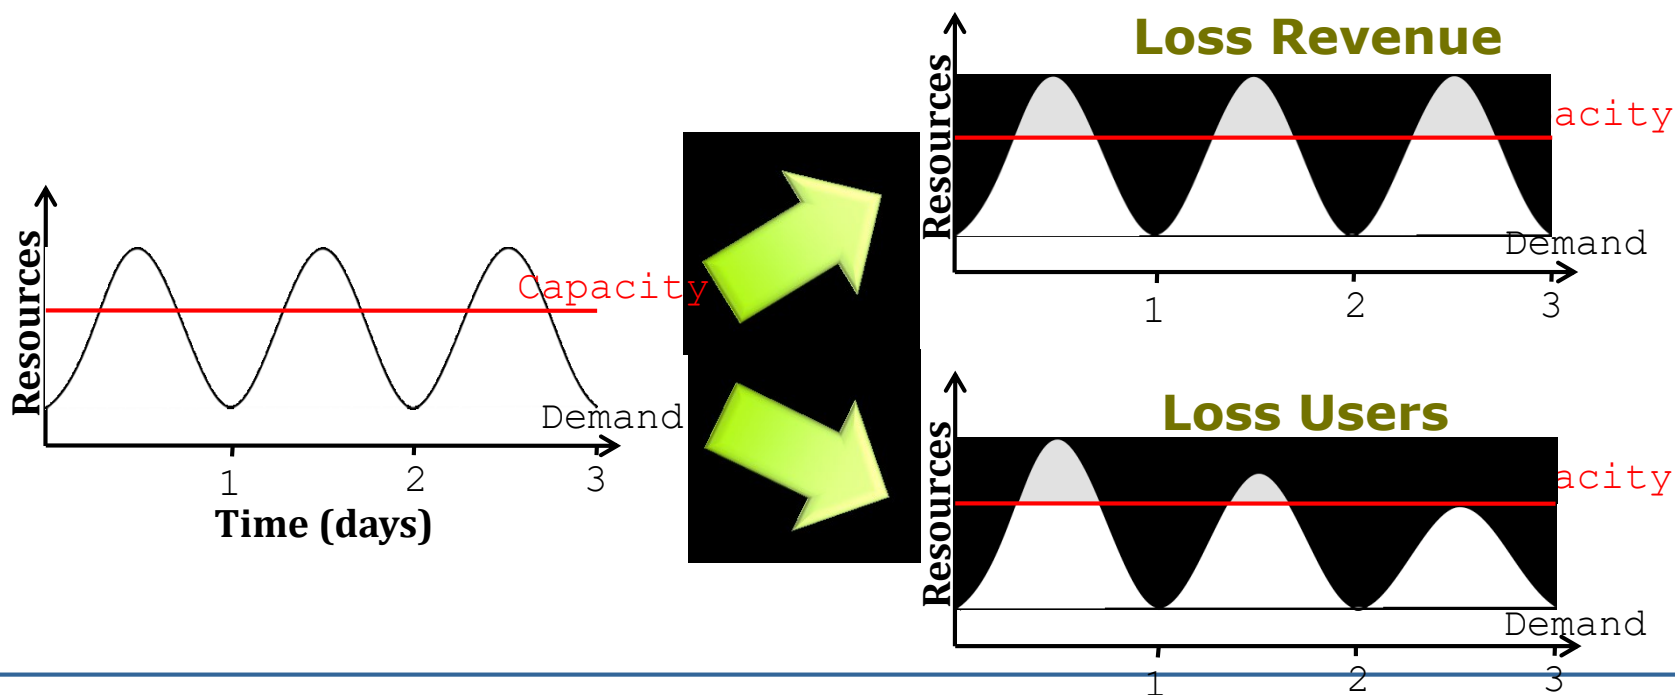 Resources
Capacity
Demand
1
2
3
Time (days)
Loss Revenue
Resources
acity
Demand
1
2
3
Loss Users
Resources
acity
Demand
1
2
3